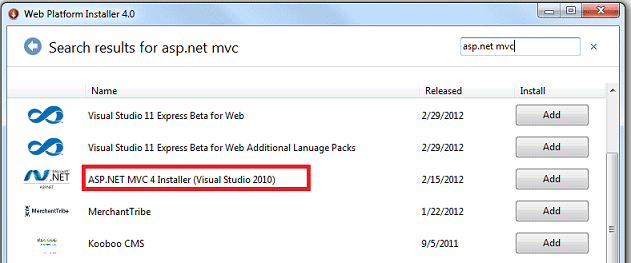 Web Platform Installer 4.0
Search results for asp.net mvc
asp.net mvc
Name Released Install
Visual Studio 11 Express Beta for Web 2/29/2012 Add
Visual Studio 11 Express Beta for Web Additional Lanuage Packs 2/29/2012 Add
.NET
ASP.NET MVC 4 Installer (Visual Studio 2010) 2/15/2012 Add
MerchantTribe MerchantTribe 1/22/2012 Add
Kooboo CMS 9/5/2011 Add